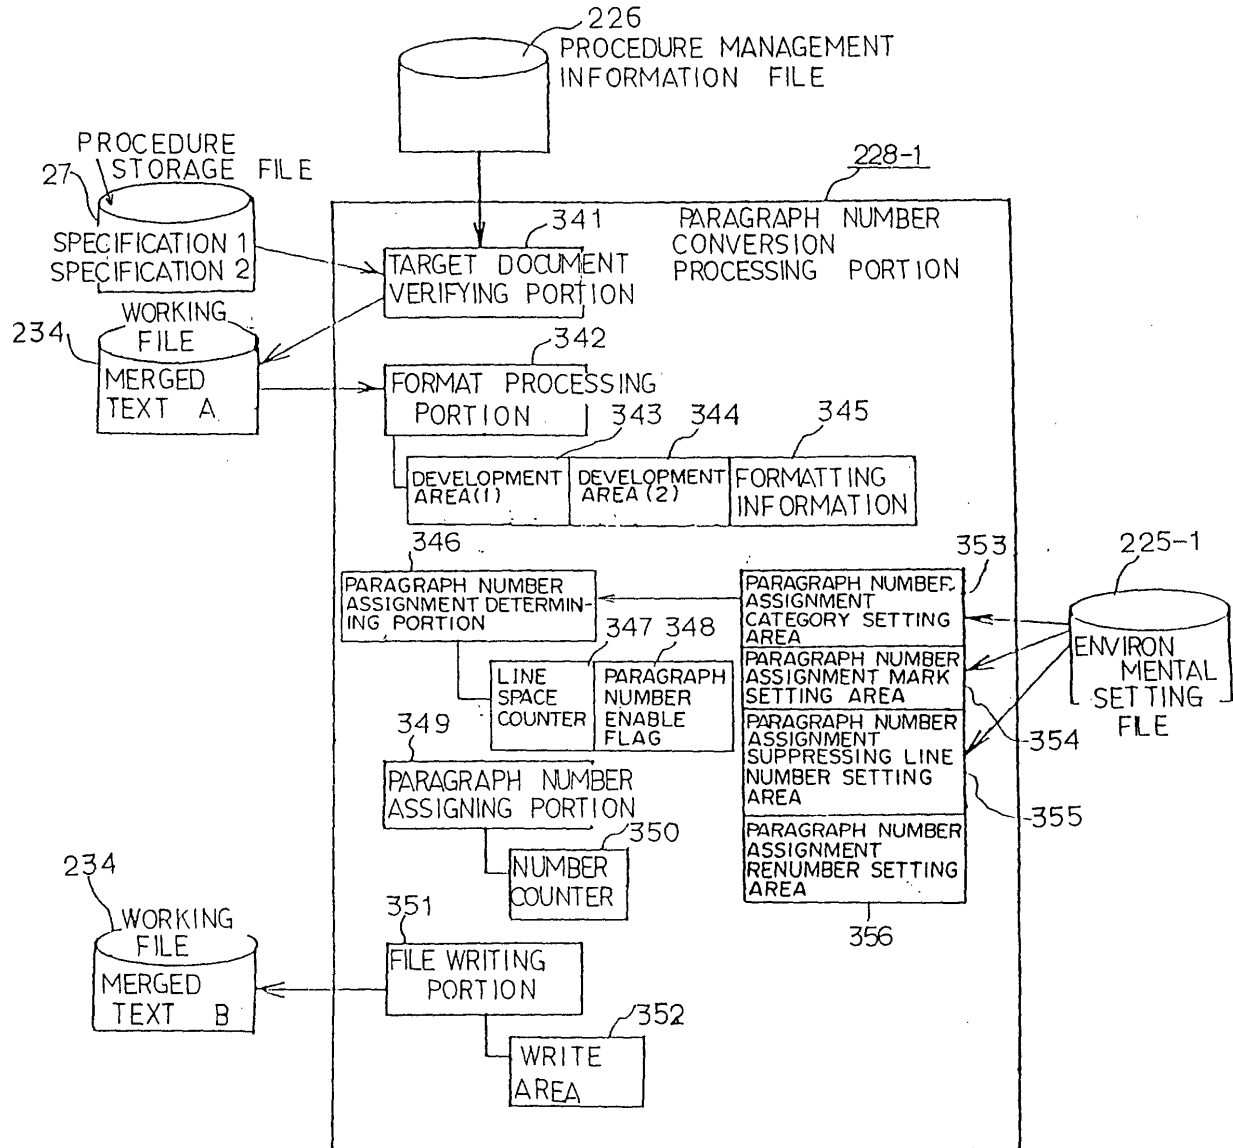 226
PROCEDURE MANAGEMENT
INFORMATION FILE
PROCEDURE
STORAGE FILE
27
SPECIFICATION 1
SPECIFICATION 2
228-1
PARAGRAPH NUMBER
CONVERSION
PROCESSING PORTION
341
TARGET DOCUMENT
VERIFYING PORTION
234
WORKING
FILE
MERGED
TEXT A
342
FORMAT PROCESSING
PORTION
343
344
345
DEVELOPMENT
AREA(1)
DEVELOPMENT
AREA(2)
FORMATTING
INFORMATION
346
PARAGRAPH NUMBER
ASSIGNMENT DETERMIN-
ING PORTION
347
348
LINE
SPACE
COUNTER
PARAGRAPH
NUMBER
ENABLE
FLAG
353
PARAGRAPH NUMBER
ASSIGNMENT
CATEGORY SETTING
AREA
PARAGRAPH NUMBER
ASSIGNMENT MARK
SETTING AREA
354
PARAGRAPH NUMBER
ASSIGNMENT
SUPPRESSING LINE
NUMBER SETTING
AREA
355
PARAGRAPH NUMBER
ASSIGNMENT
RENUMBER SETTING
AREA
356
225-1
ENVIRON
MENTAL
SETTING
FILE
349
PARAGRAPH NUMBER
ASSIGNING PORTION
350
NUMBER
COUNTER
234
WORKING
FILE
MERGED
TEXT B
351
FILE WRITING
PORTION
352
WRITE
AREA